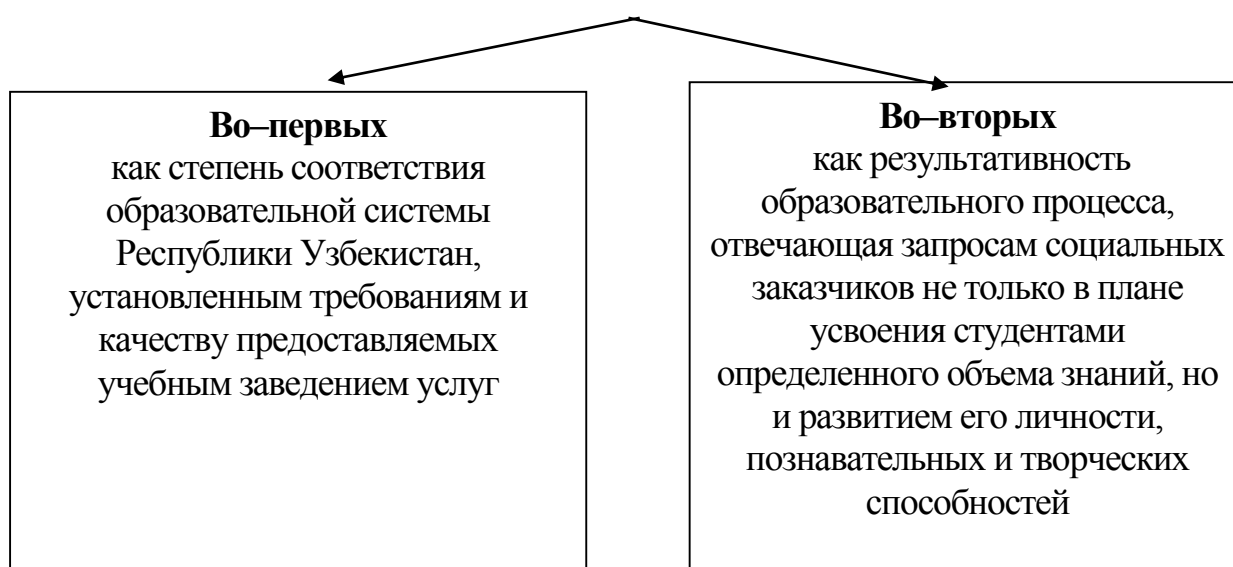 Во–первых
как степень соответствия
образовательной системы
Республики Узбекистан,
установленным требованиям и
качеству предоставляемых
учебным заведением услуг
Во–вторых
как результативность
образовательного процесса,
отвечающая запросам социальных
заказчиков не только в плане
усвоения студентами
определенного объема знаний, но
и развитием его личности,
познавательных и творческих
способностей